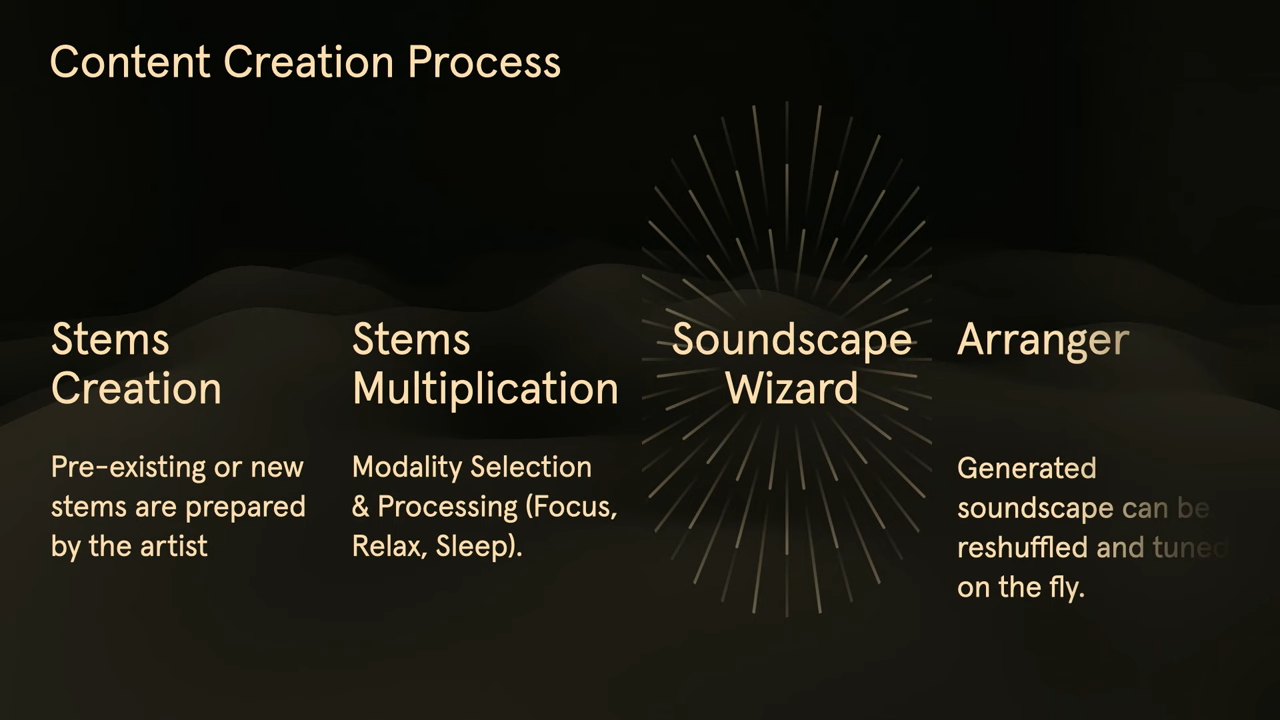 Content Creation Process
Stems
Creation
Pre-existing or new
stems are prepared
by the artist
Stems
Multiplication
Modality Selection
& Processing (Focus,
Relax, Sleep).
Soundscape
Wizard
Arranger
Generated
soundscape can be
reshuffled and tuned
on the fly.